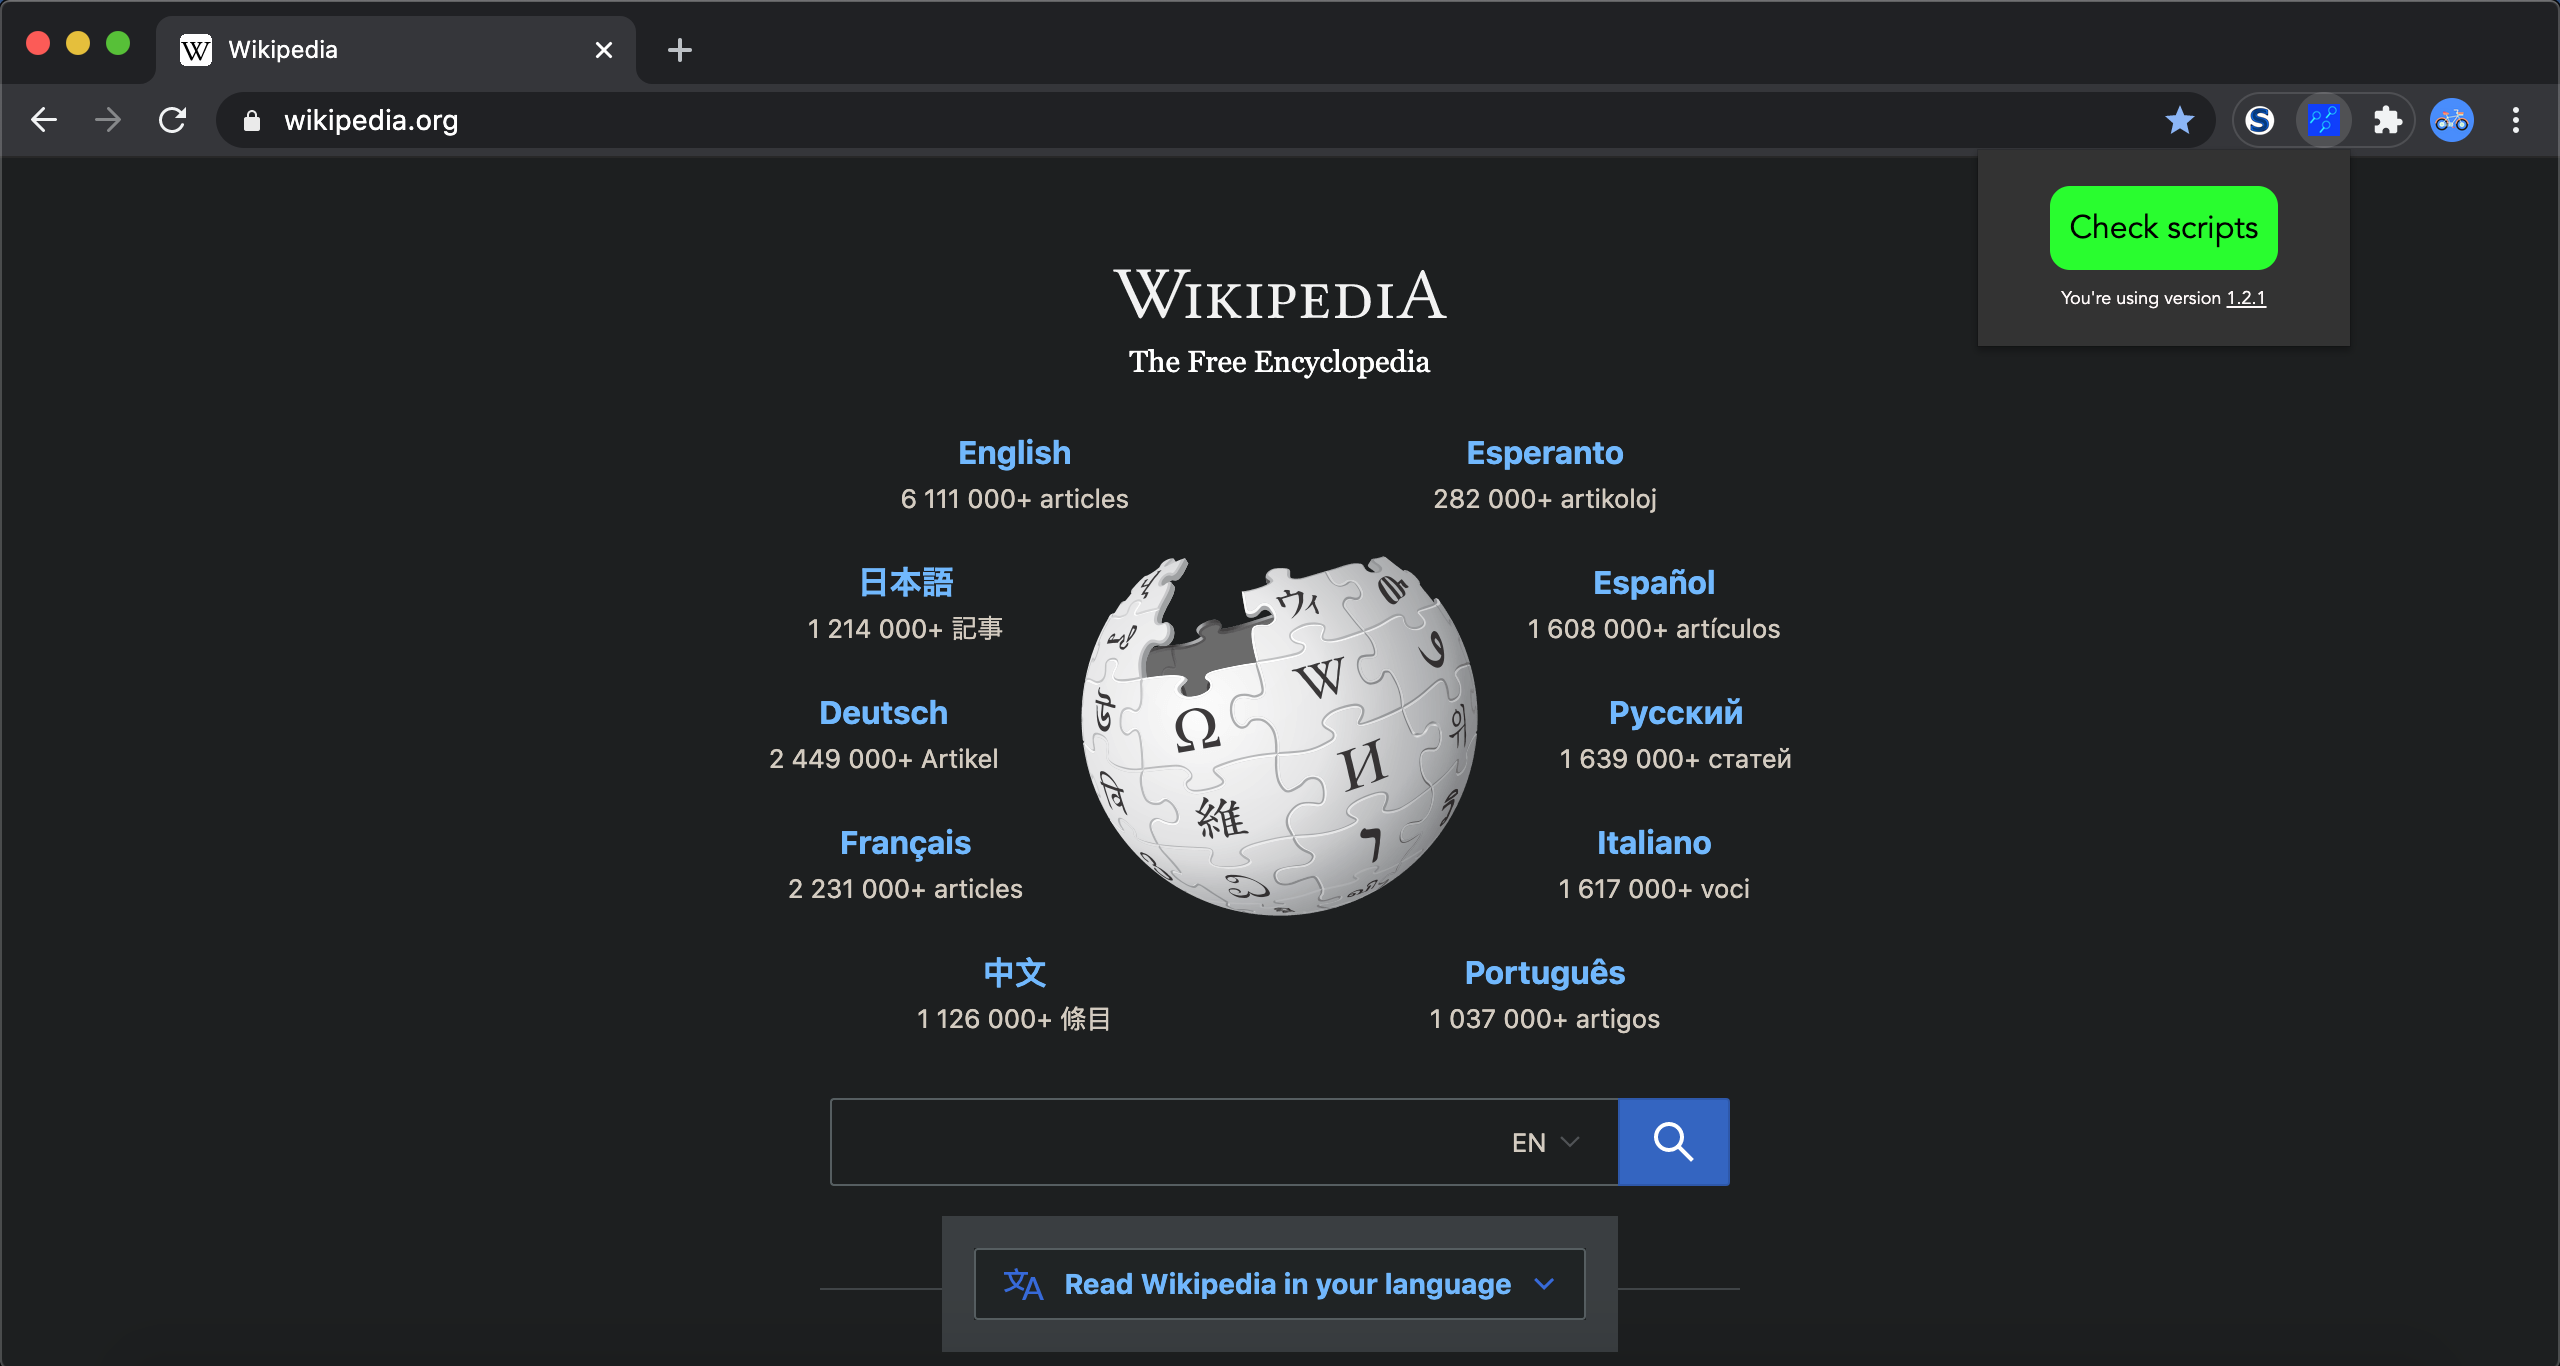 Wikipedia
wikipedia.org
Check scripts
You're using version 1.2.1
WIKIPEDIA
The Free Encyclopedia
English
6 111 000+ articles
Esperanto
282 000+ artikoloj
日本語
1 214 000+ 記事
Español
1 608 000+ artículos
Deutsch
2 449 000+ Artikel
Русский
1 639 000+ статей
Français
2 231 000+ articles
Italiano
1 617 000+ voci
中文
1 126 000+ 條目
Português
1 037 000+ artigos
Ω
W
И
維
ウィ
EN
Read Wikipedia in your language